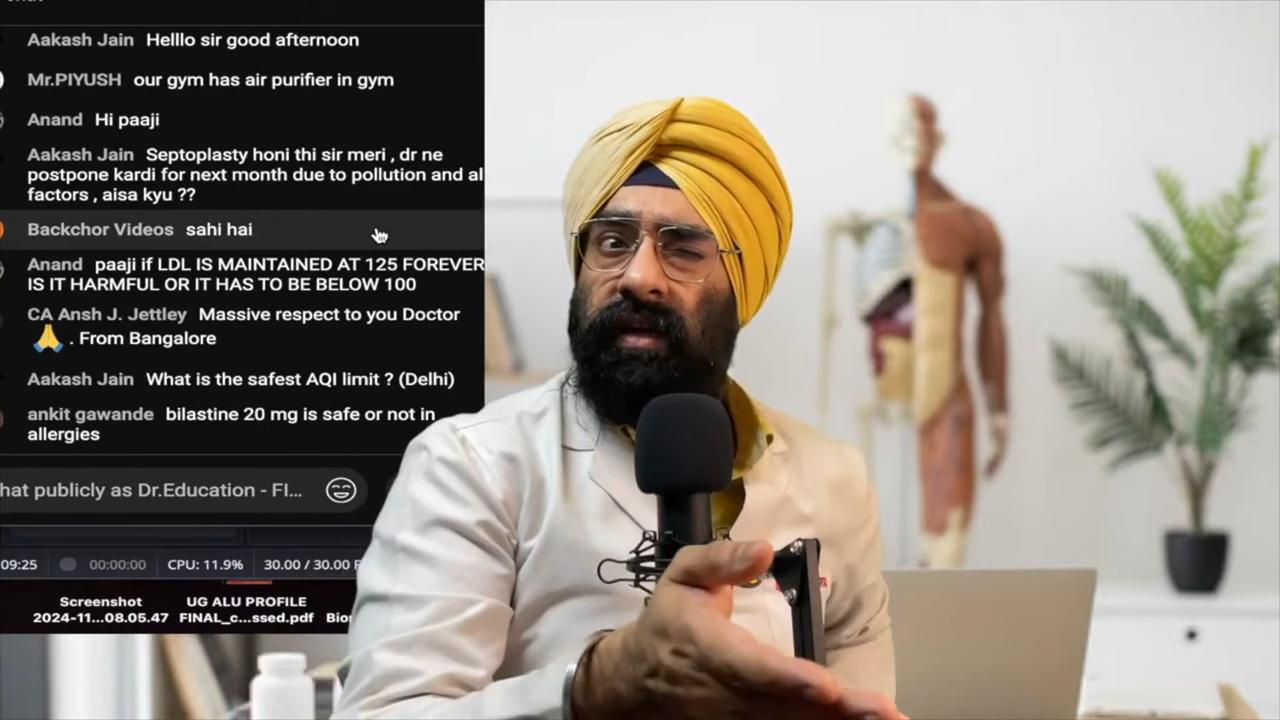 Aakash Jain Helllo sir good afternoon
Mr.PIYUSH our gym has air purifier in gym
Anand Hi paaji
Aakash Jain Septoplasty honi thi sir meri , dr ne
postpone kardi for next month due to pollution and al
factors , aisa kyu ??
Backchor Videos sahi hai
Anand paaji if LDL IS MAINTAINED AT 125 FOREVER
IS IT HARMFUL OR IT HAS TO BE BELOW 100
CA Ansh J. Jettley Massive respect to you Doctor
🙏 . From Bangalore
Aakash Jain What is the safest AQI limit ? (Delhi)
ankit gawande bilastine 20 mg is safe or not in
allergies
hat publicly as Dr.Education - FI...
09:25 00:00:00 CPU: 11.9% 30.00 / 30.00 F
Screenshot UG ALU PROFILE
2024-11...08.05.47 FINAL_c...ssed.pdf Bio